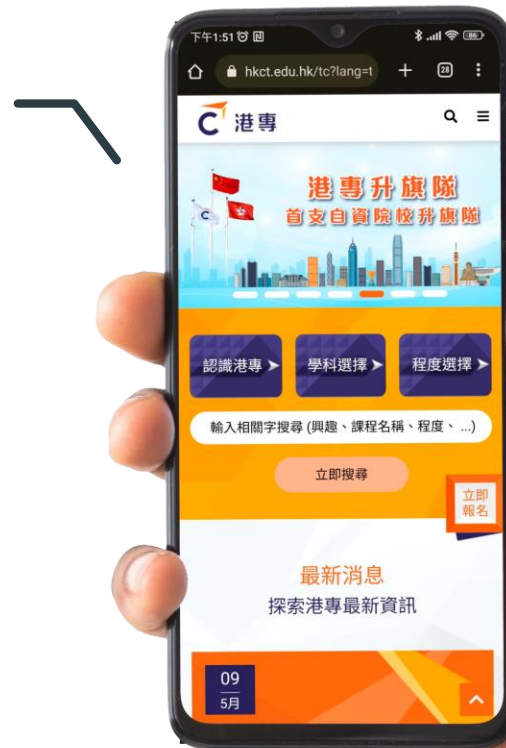 下午1:51
86
hkct.edu.hk/tc?lang=t
28
港專
港專升旗隊
首支自資院校升旗隊
認識港專
學科選擇
程度選擇
輸入相關字搜尋 (興趣、課程名稱、程度、 ...)
立即搜尋
立即
報名
最新消息
探索港專最新資訊
09
5月